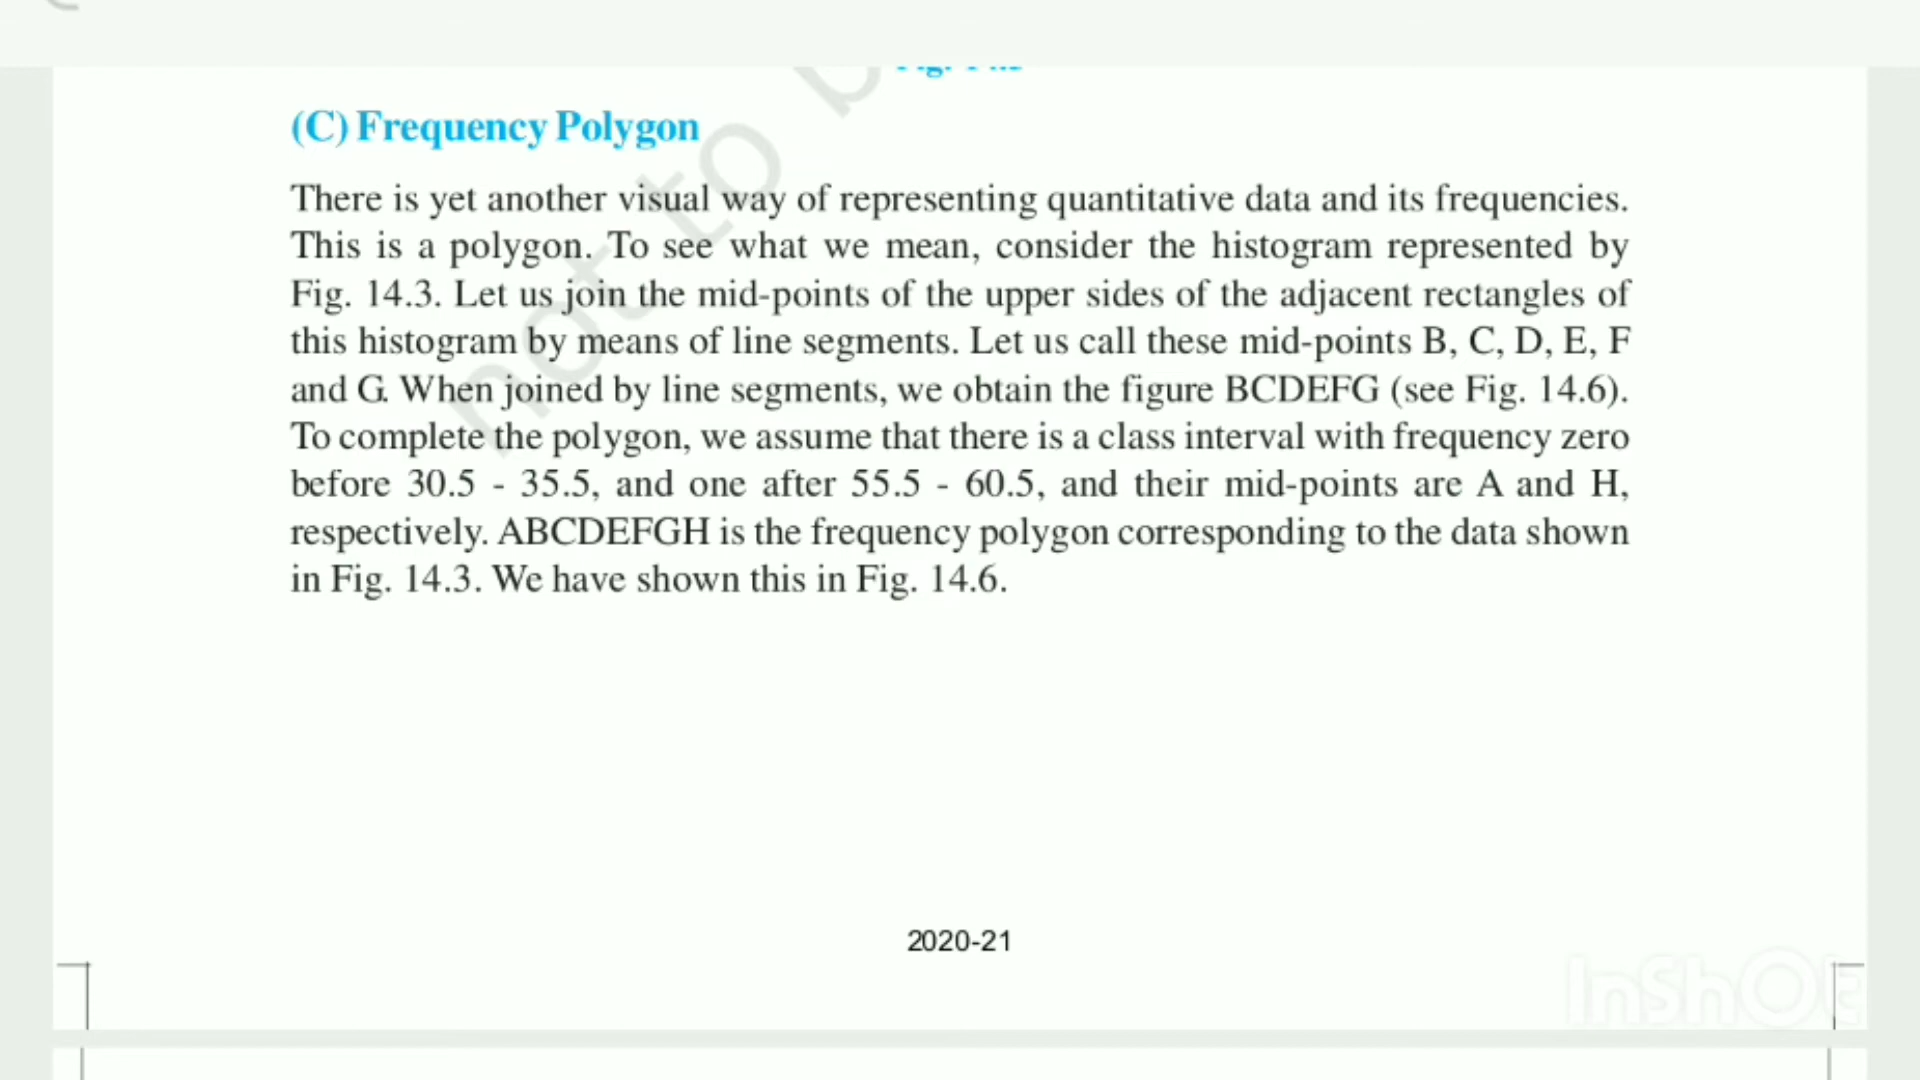 (C) Frequency Polygon
There is yet another visual way of representing quantitative data and its frequencies.
This is a polygon. To see what we mean, consider the histogram represented by
Fig. 14.3. Let us join the mid-points of the upper sides of the adjacent rectangles of
this histogram by means of line segments. Let us call these mid-points B, C, D, E, F
and G. When joined by line segments, we obtain the figure BCDEFG (see Fig. 14.6).
To complete the polygon, we assume that there is a class interval with frequency zero
before 30.5 - 35.5, and one after 55.5 - 60.5, and their mid-points are A and H,
respectively. ABCDEFGH is the frequency polygon corresponding to the data shown
in Fig. 14.3. We have shown this in Fig. 14.6.
not to b
2020-21
InShOt